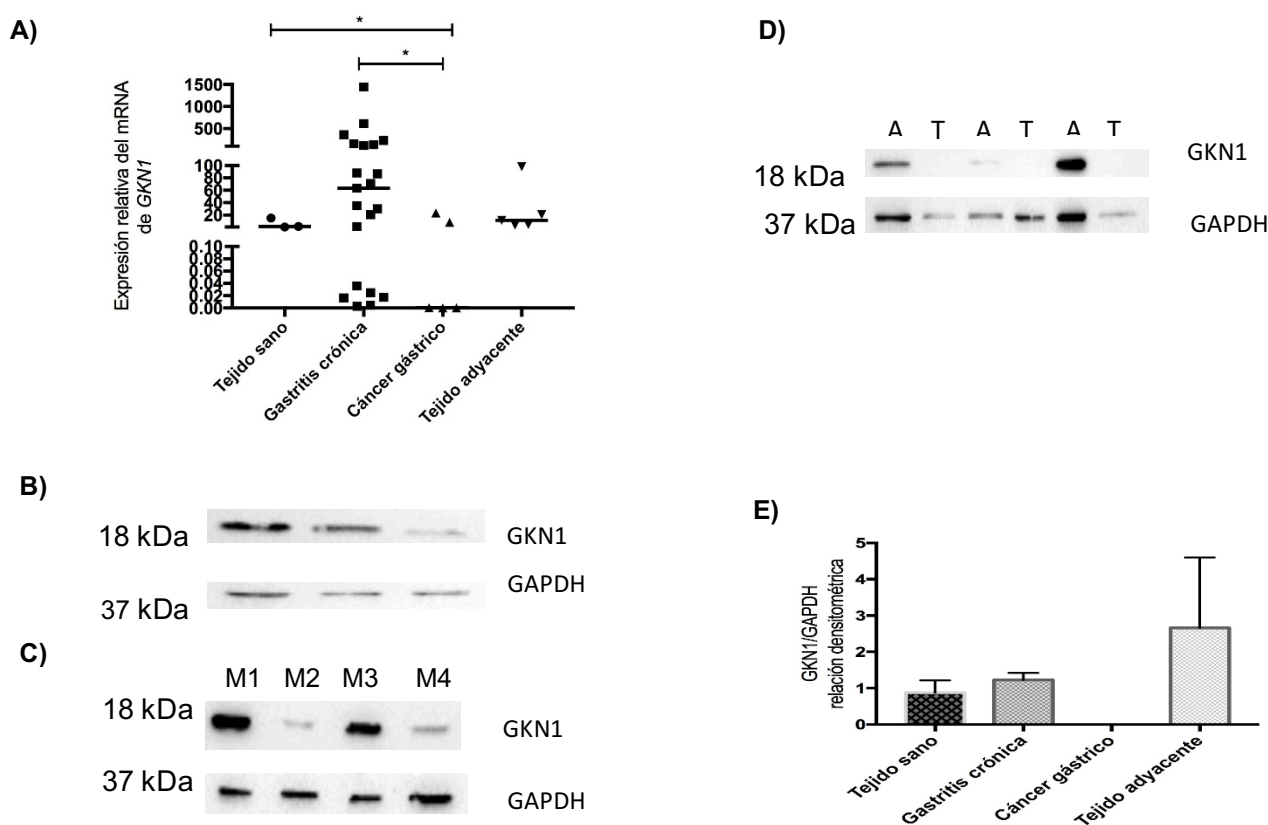 A)
*
*
Expresión relativa del mRNA
de GKN1
1500
1000
500
100
80
60
40
20
0.10
0.08
0.06
0.04
0.02
0.00
Tejido sano
Gastritis crónica
Cáncer gástrico
Tejido adyacente
B)
18 kDa
GKN1
37 kDa
GAPDH
C)
M1 M2 M3 M4
18 kDa
GKN1
37 kDa
GAPDH
D)
A T A T A T
18 kDa
GKN1
37 kDa
GAPDH
E)
GKN1/GAPDH
relación densitométrica
5
4
3
2
1
0
Tejido sano
Gastritis crónica
Cáncer gástrico
Tejido adyacente